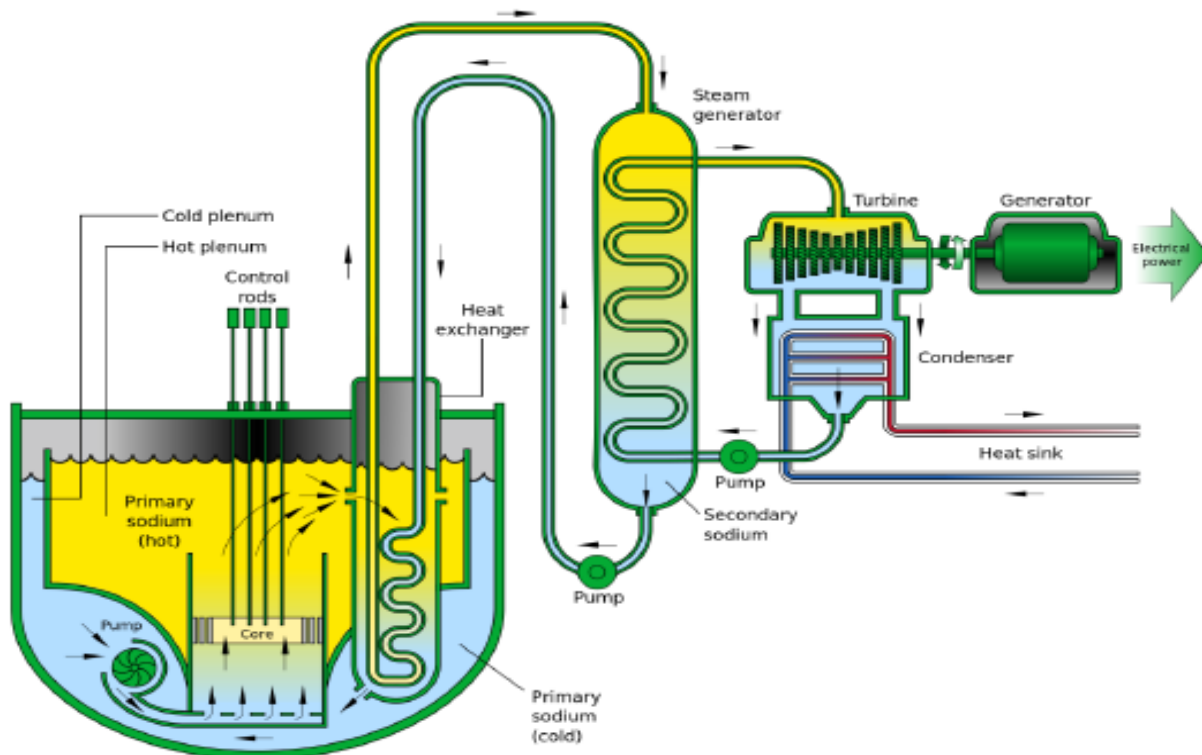 Steam
generator
Cold plenum
Hot plenum
Control
rods
Heat
exchanger
Turbine
Generator
Electrical
power
Condenser
Heat sink
Pump
Secondary
sodium
Pump
Primary
sodium
(hot)
Pump
Core
Primary
sodium
(cold)